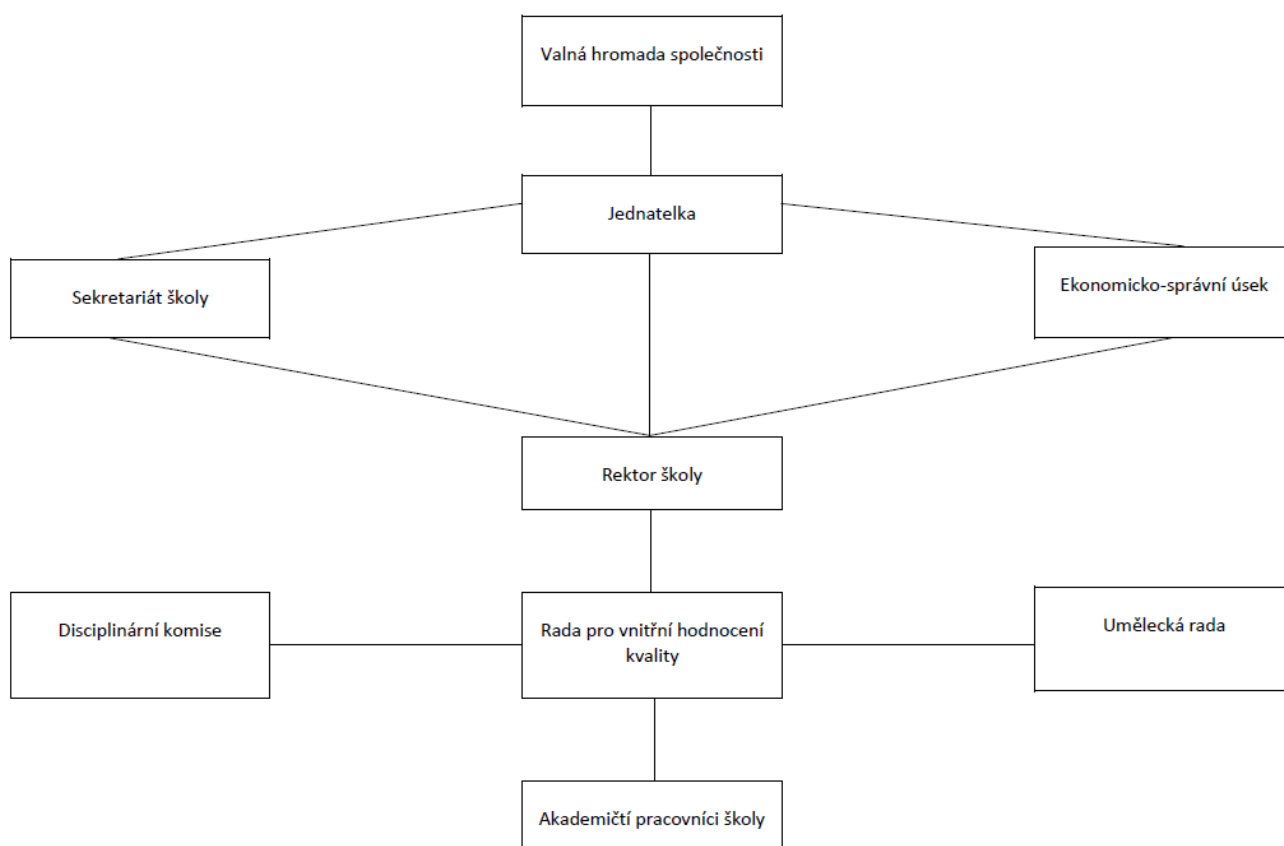 Valná hromada společnosti
Jednatelka
Sekretariát školy
Ekonomicko-správní úsek
Rektor školy
Disciplinární komise
Rada pro vnitřní hodnocení
kvality
Umělecká rada
Akademičtí pracovníci školy